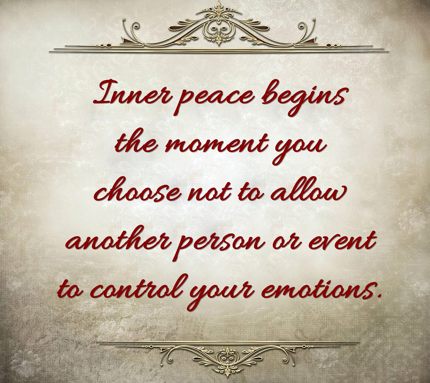 Inner peace begins
the moment you
choose not to allow
another person or event
to control your emotions.